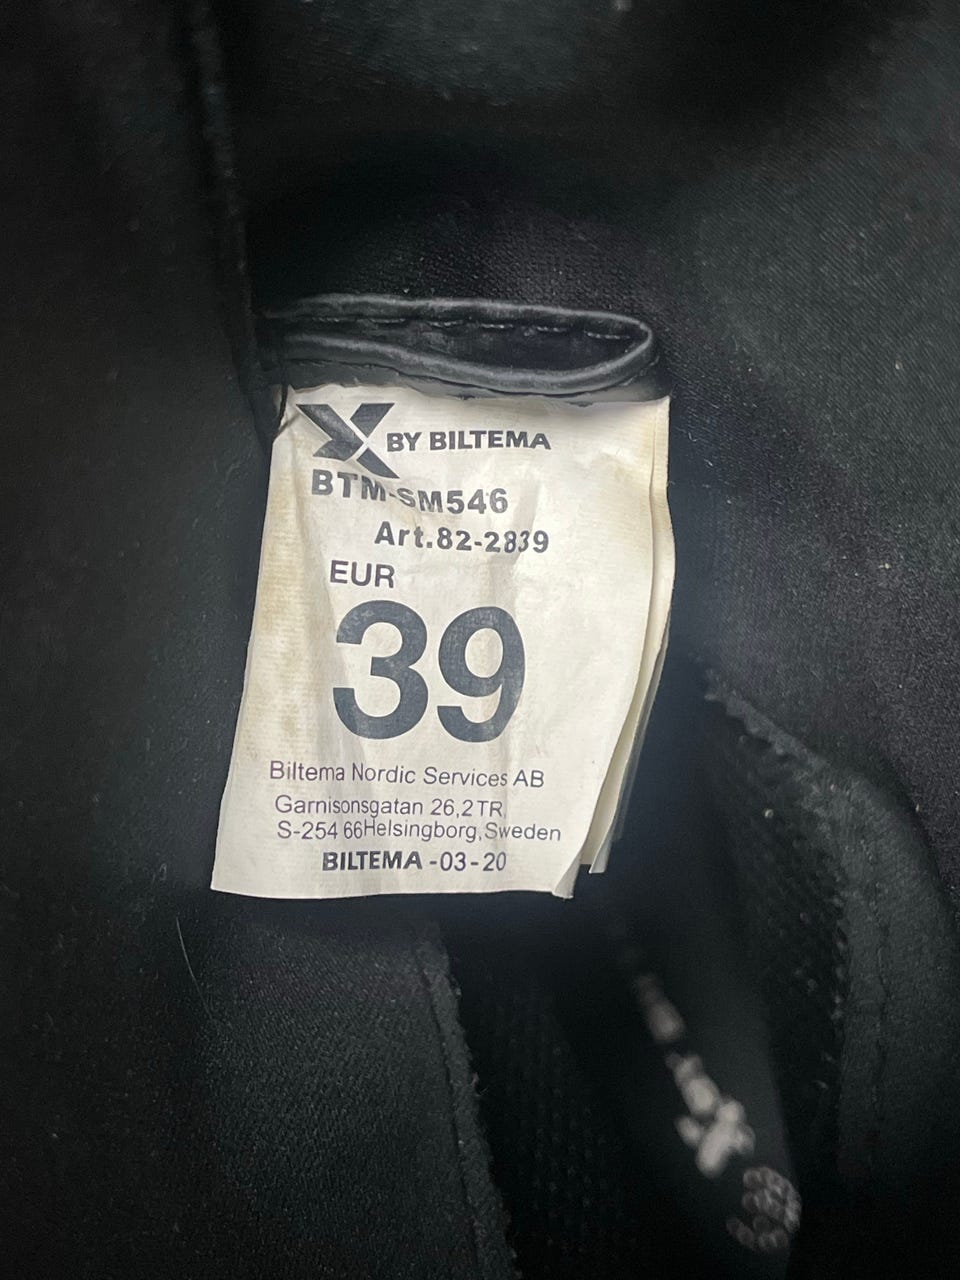 X BY BILTEMA
BTM-SM546
Art.82-2839
EUR
39
Biltema Nordic Services AB
Garnisonsgatan 26,2TR,
S-254 66Helsingborg,Sweden
BILTEMA -03-20